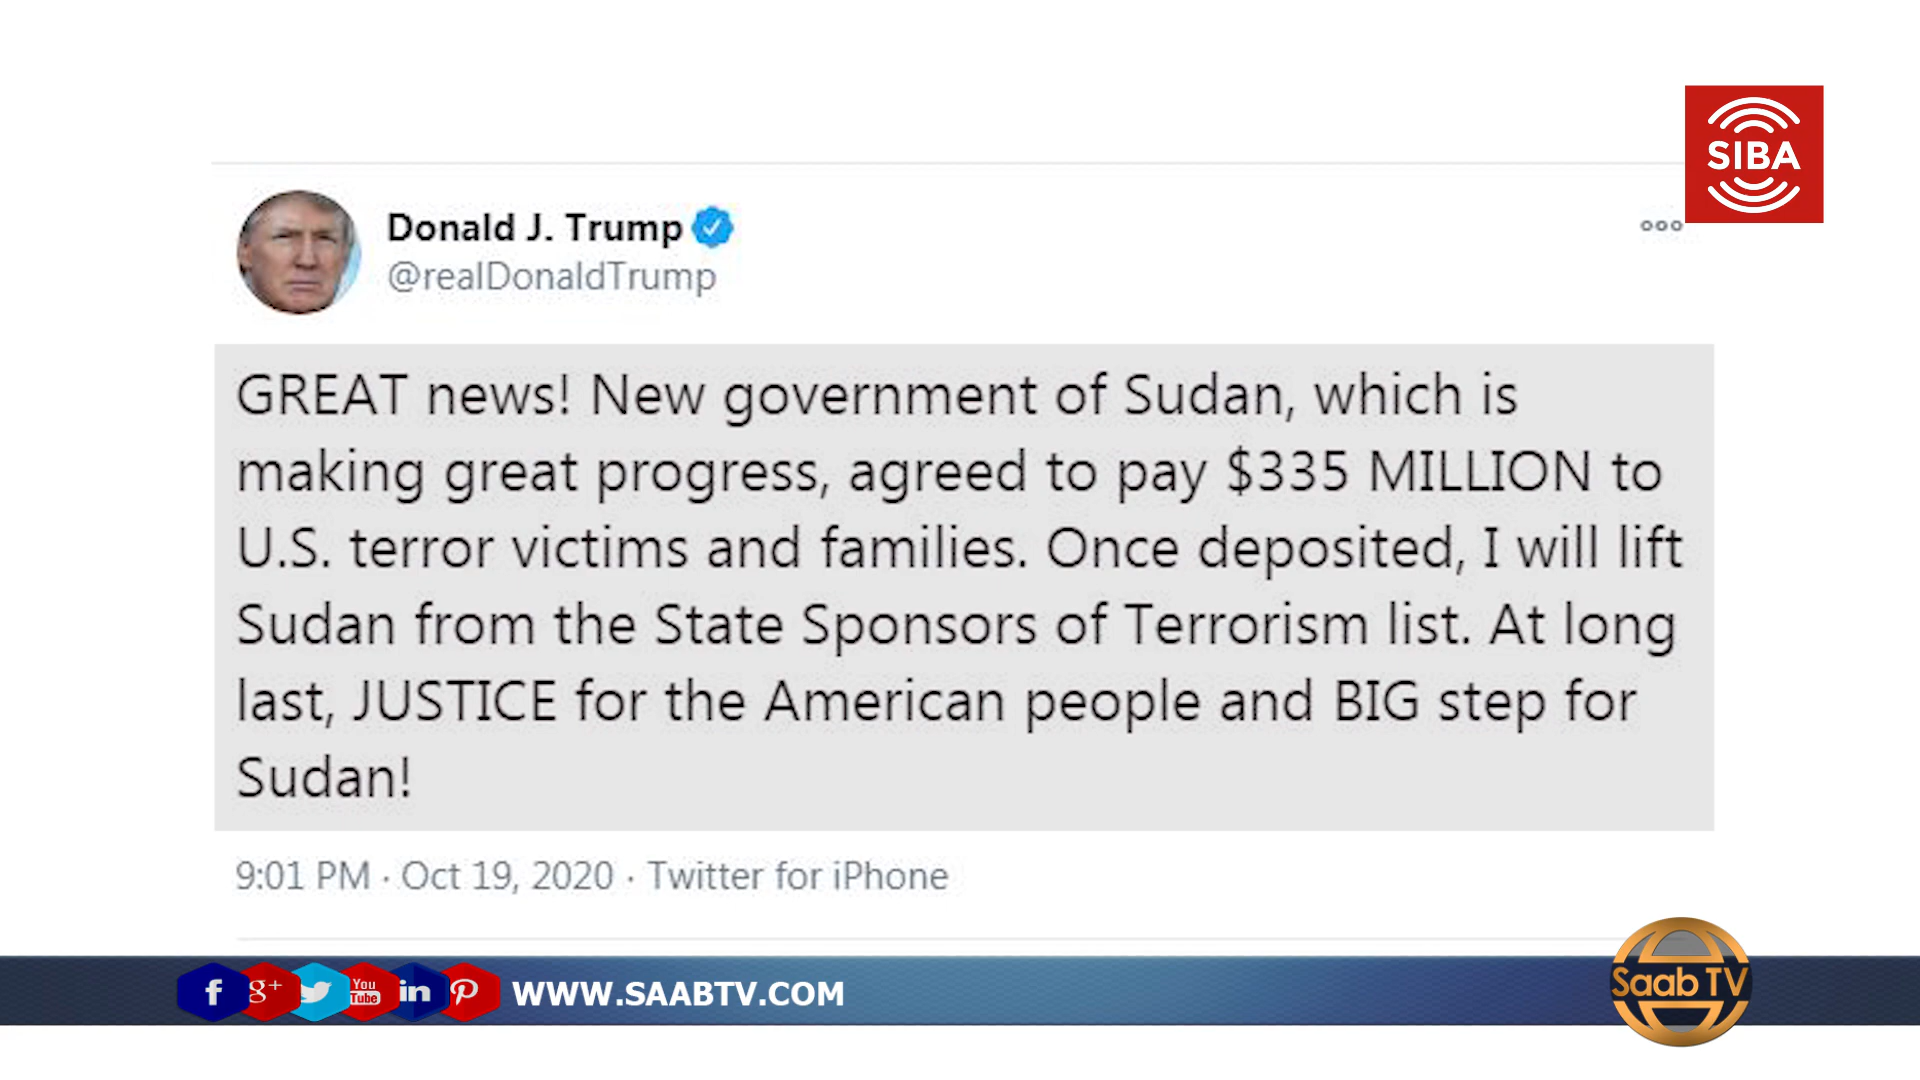 SIBA
Donald J. Trump
@realDonaldTrump
GREAT news! New government of Sudan, which is
making great progress, agreed to pay $335 MILLION to
U.S. terror victims and families. Once deposited, I will lift
Sudan from the State Sponsors of Terrorism list. At long
last, JUSTICE for the American people and BIG step for
Sudan!
9:01 PM · Oct 19, 2020 · Twitter for iPhone
f g+ You Tube in WWW.SAABTV.COM
Saab TV